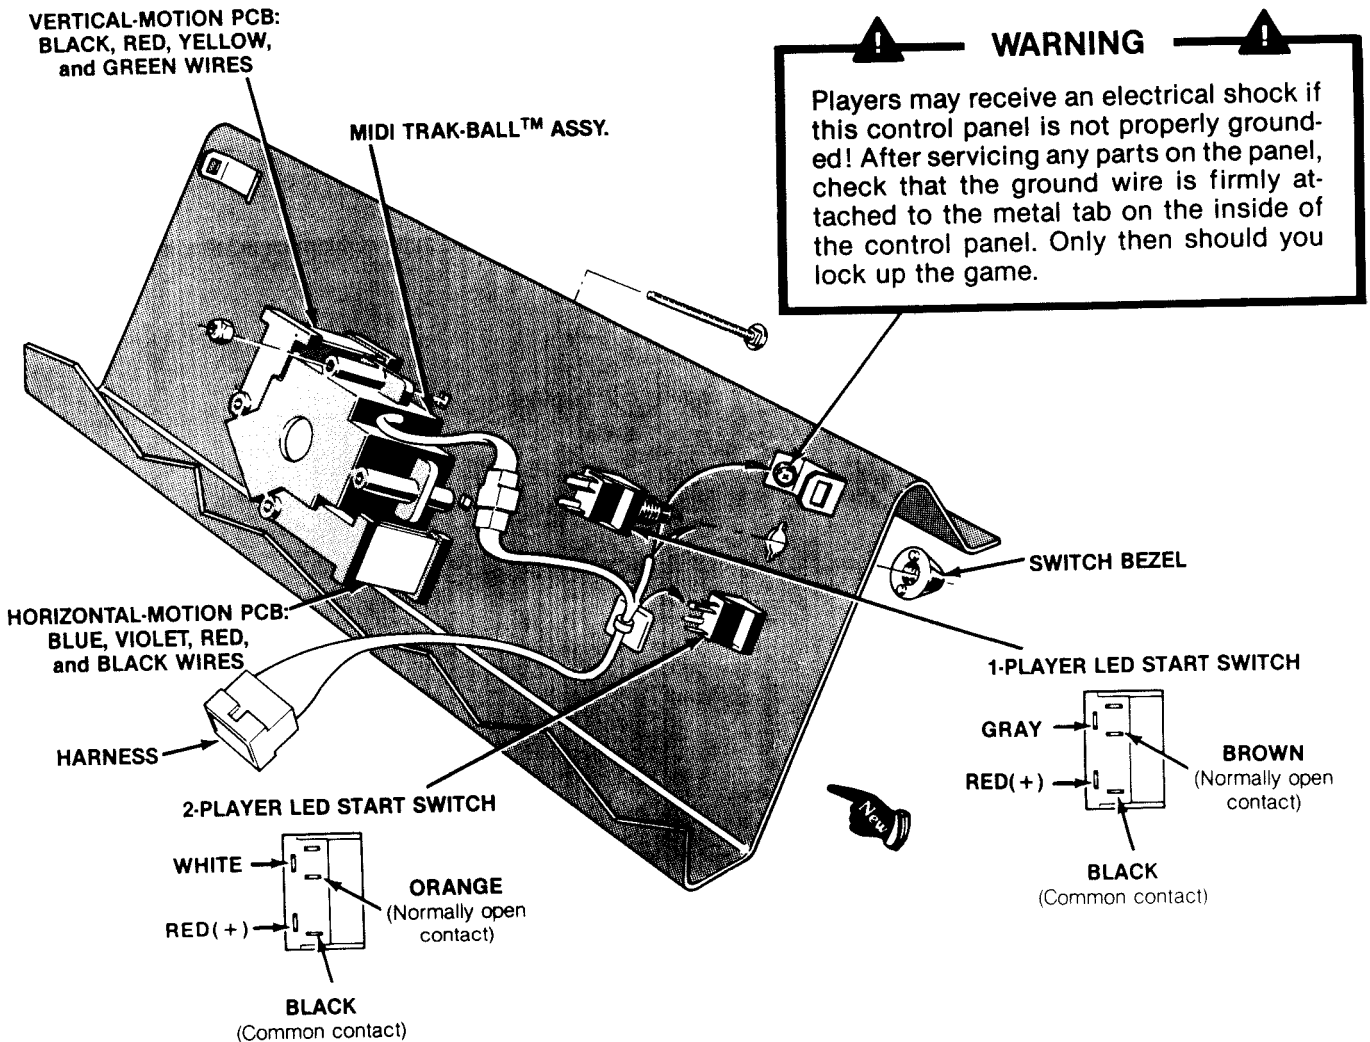 VERTICAL-MOTION PCB:
BLACK, RED, YELLOW,
and GREEN WIRES
MIDI TRAK-BALL™ ASSY.
WARNING
Players may receive an electrical shock if
this control panel is not properly ground-
ed! After servicing any parts on the panel,
check that the ground wire is firmly at-
tached to the metal tab on the inside of
the control panel. Only then should you
lock up the game.
SWITCH BEZEL
HORIZONTAL-MOTION PCB:
BLUE, VIOLET, RED,
and BLACK WIRES
HARNESS
1-PLAYER LED START SWITCH
GRAY
RED(+)
BROWN
(Normally open
contact)
BLACK
(Common contact)
New
2-PLAYER LED START SWITCH
WHITE
RED(+)
ORANGE
(Normally open
contact)
BLACK
(Common contact)